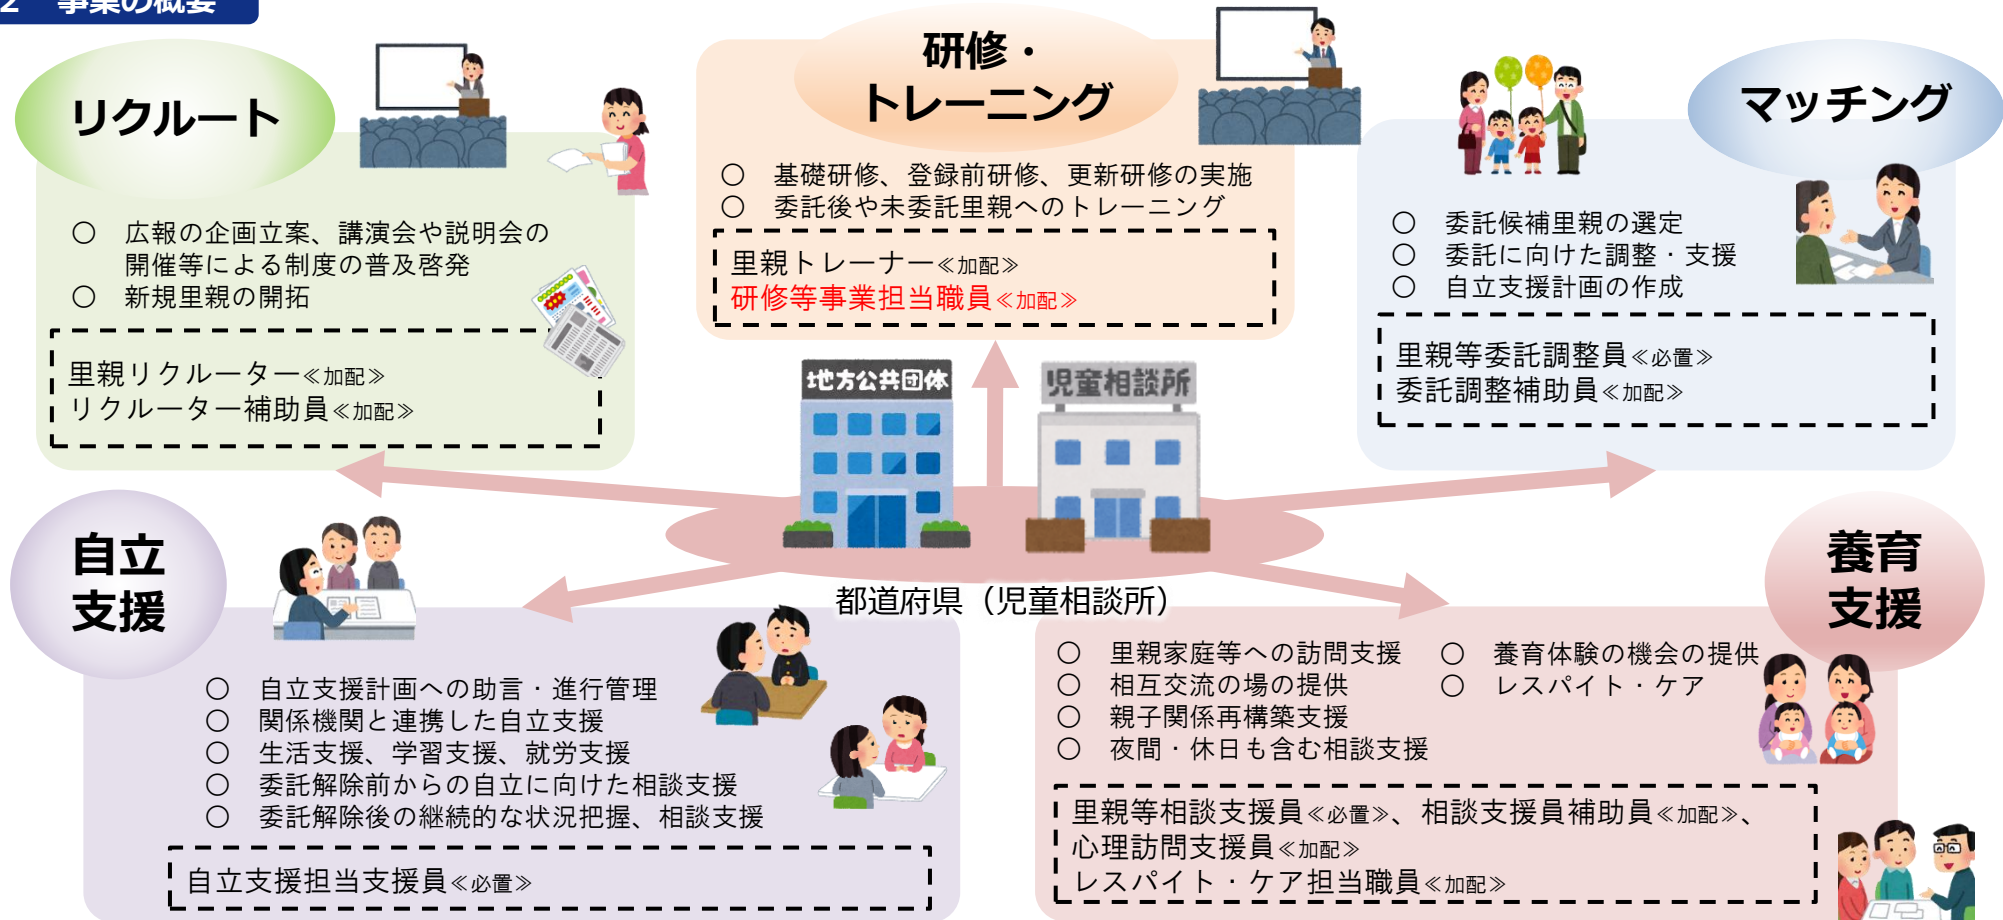 2 事業の概要
リクルート
○ 広報の企画立案、講演会や説明会の
開催等による制度の普及啓発
○ 新規里親の開拓
里親リクルーター≪加配≫
リクルーター補助員≪加配≫
研修・
トレーニング
○ 基礎研修、登録前研修、更新研修の実施
○ 委託後や未委託里親へのトレーニング
里親トレーナー≪加配≫
研修等事業担当職員≪加配≫
マッチング
○ 委託候補里親の選定
○ 委託に向けた調整・支援
○ 自立支援計画の作成
里親等委託調整員≪必置≫
委託調整補助員≪加配≫
地方公共団体
児童相談所
都道府県（児童相談所）
自立
支援
○ 自立支援計画への助言・進行管理
○ 関係機関と連携した自立支援
○ 生活支援、学習支援、就労支援
○ 委託解除前からの自立に向けた相談支援
○ 委託解除後の継続的な状況把握、相談支援
自立支援担当支援員≪必置≫
養育
支援
○ 里親家庭等への訪問支援
○ 相互交流の場の提供
○ 親子関係再構築支援
○ 夜間・休日も含む相談支援
○ 養育体験の機会の提供
○ レスパイト・ケア
里親等相談支援員≪必置≫、相談支援員補助員≪加配≫、
心理訪問支援員≪加配≫
レスパイト・ケア担当職員≪加配≫